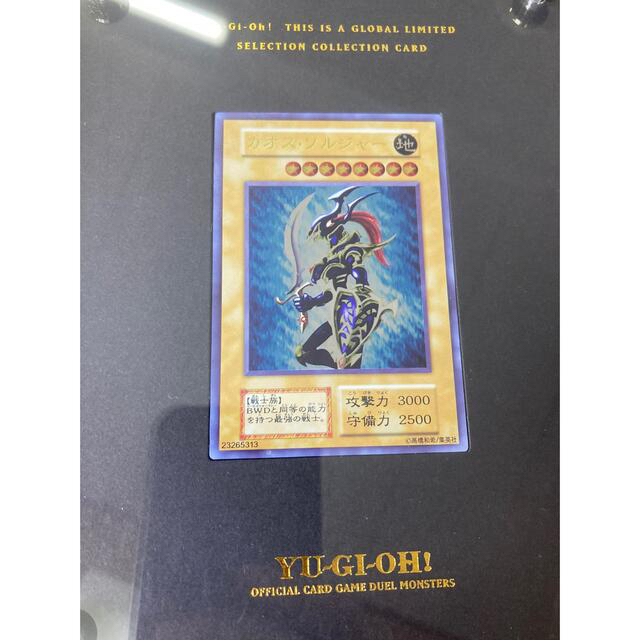 Gi-Oh! THIS IS A GLOBAL LIMITED
SELECTION COLLECTION CARD
カオス・ソルジャー
地
【戦士族】
BWDと同等の能力
を持つ最強の戦士。
攻撃力 3000
守備力 2500
23265313
©高橋和希/集英社
YU-GI-OH!
OFFICIAL CARD GAME DUEL MONSTERS